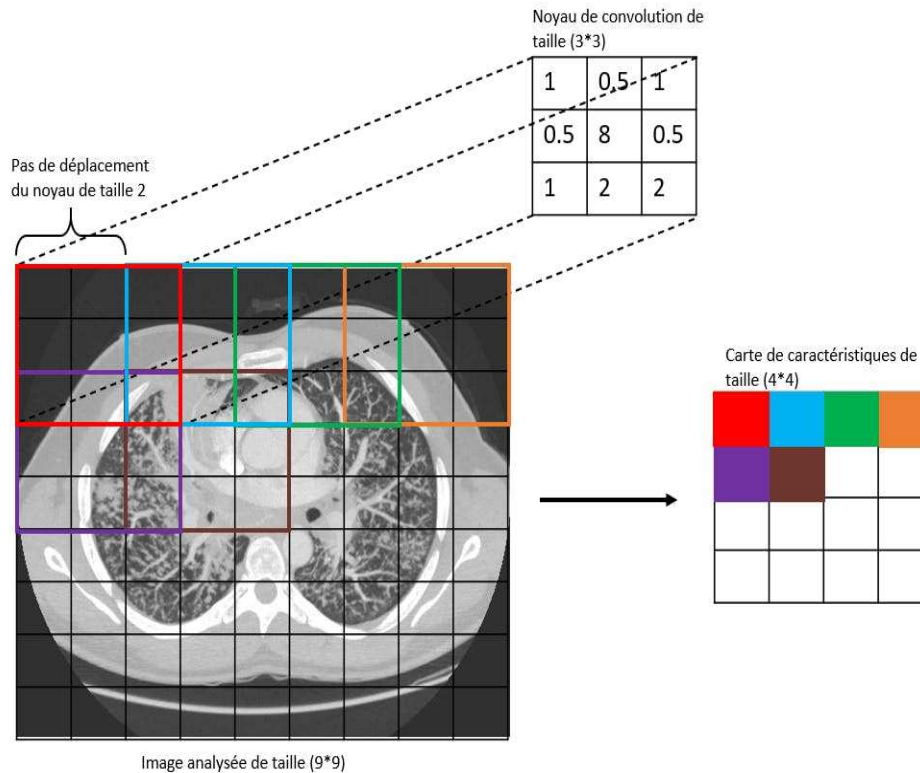 Noyau de convolution de
taille (3*3)
1 0.5 1
0.5 8 0.5
1 2 2
Pas de déplacement
du noyau de taille 2
Carte de caractéristiques de
taille (4*4)
Image analysée de taille (9*9)